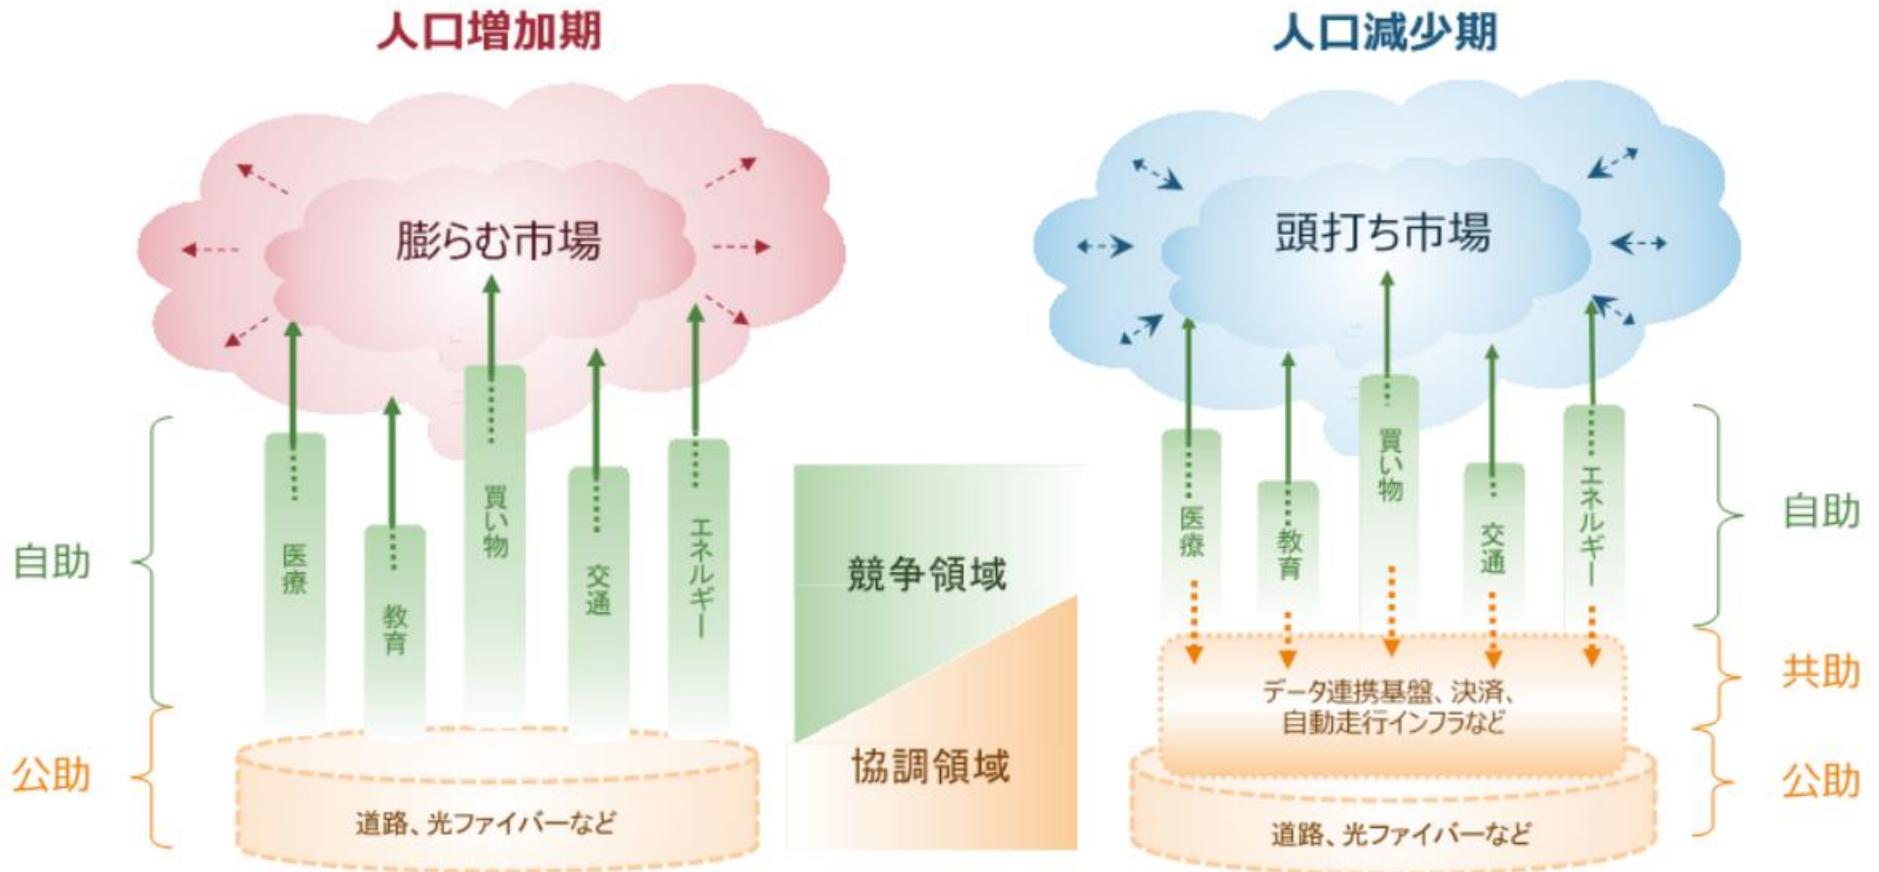 人口増加期
膨らむ市場
自助
医療
教育
買い物
交通
エネルギー
公助
道路、光ファイバーなど
競争領域
協調領域
人口減少期
頭打ち市場
医療
教育
買い物
交通
エネルギー
自助
データ連携基盤、決済、
自動走行インフラなど
共助
道路、光ファイバーなど
公助